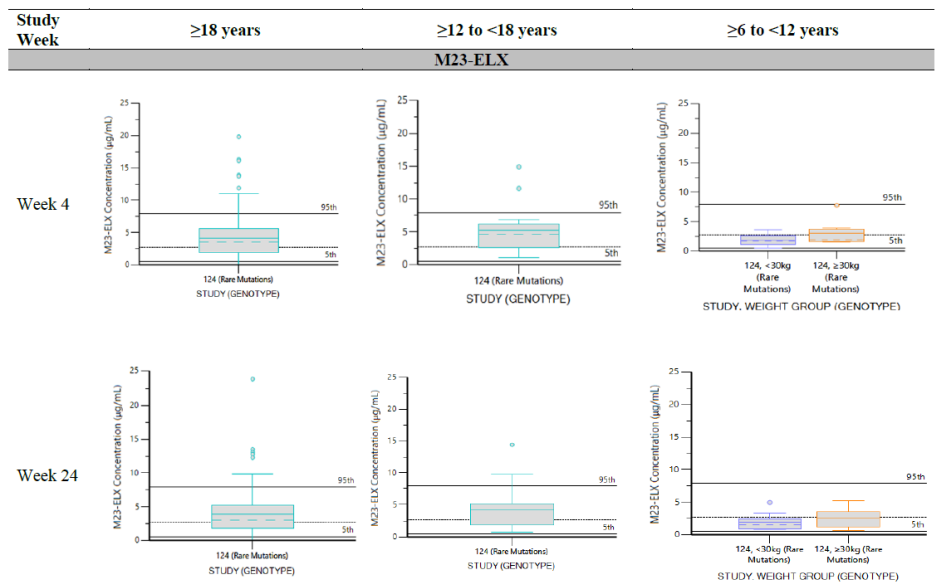 Study Week
≥18 years
≥12 to <18 years
≥6 to <12 years
M23-ELX
Week 4
M23-ELX Concentration (µg/mL)
25
20
15
10
5
0
95th
5th
124 (Rare Mutations)
STUDY (GENOTYPE)
M23-ELX Concentration (µg/mL)
25
20
15
10
5
0
95th
5th
124 (Rare Mutations)
STUDY (GENOTYPE)
M23-ELX Concentration (µg/mL)
25
20
15
10
5
0
95th
5th
124, <30kg
(Rare
Mutations)
124, ≥30kg
(Rare
Mutations)
STUDY. WEIGHT GROUP (GENOTYPE)
Week 24
M23-ELX Concentration (µg/mL)
25
20
15
10
5
0
95th
5th
124 (Rare Mutations)
STUDY (GENOTYPE)
M23-ELX Concentration (µg/mL)
25
20
15
10
5
0
95th
5th
124 (Rare Mutations)
STUDY (GENOTYPE)
M23-ELX Concentration (µg/mL)
25
20
15
10
5
0
95th
5th
124, <30kg (Rare
Mutations)
124, ≥30kg (Rare
Mutations)
STUDY. WEIGHT GROUP (GENOTYPE)